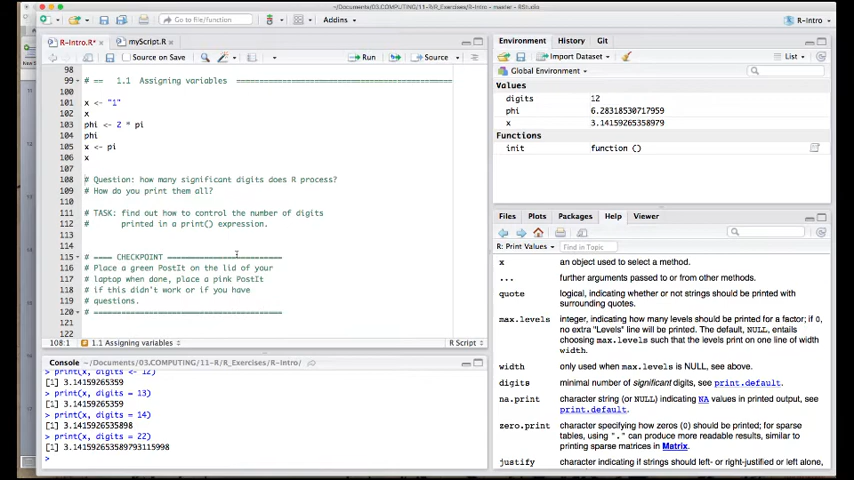 ~/Documents/03.COMPUTING/11-R/R_Exercises/R-Intro - master - RStudio
Go to file/function
Addins
R-Intro
R-Intro.R*
myScript.R
Source on Save
Run
Source
98
99 # ==   1.1  Assigning variables  ==========================================
100
101 x <- "1"
102 x
103 phi <- 2 * pi
104 phi
105 x <- pi
106 x
107
108 # Question: how many significant digits does R process?
109 # How do you print them all?
110
111 # TASK: find out how to control the number of digits
112 #       printed in a print() expression.
113
114
115 # ==== CHECKPOINT =======================
116 # Place a green PostIt on the lid of your
117 # laptop when done, place a pink PostIt
118 # if this didn't work or if you have
119 # questions.
120 # =====================================
121
122
108:1
1.1 Assigning variables
R Script
Console ~/Documents/03.COMPUTING/11-R/R_Exercises/R-Intro/
> print(x, digits <- 12)
[1] 3.14159265359
> print(x, digits = 13)
[1] 3.14159265359
> print(x, digits = 14)
[1] 3.1415926535898
> print(x, digits = 22)
[1] 3.141592653589793115998
>
Environment History Git
Import Dataset
List
Global Environment
Values
digits 12
phi 6.28318530717959
x 3.14159265358979
Functions
init function ()
Files Plots Packages Help Viewer
R: Print Values
Find in Topic
x an object used to select a method.
... further arguments passed to or from other methods.
quote logical, indicating whether or not strings should be printed with
surrounding quotes.
max.levels integer, indicating how many levels should be printed for a factor; if 0,
no extra "Levels" line will be printed. The default, NULL, entails
choosing max.levels such that the levels print on one line of width
width.
width only used when max.levels is NULL, see above.
digits minimal number of significant digits, see print.default.
na.print character string (or NULL) indicating NA values in printed output, see
print.default.
zero.print character specifying how zeros (0) should be printed; for sparse
tables, using "." can produce more readable results, similar to
printing sparse matrices in Matrix.
justify character indicating if strings should left- or right-justified or left alone,